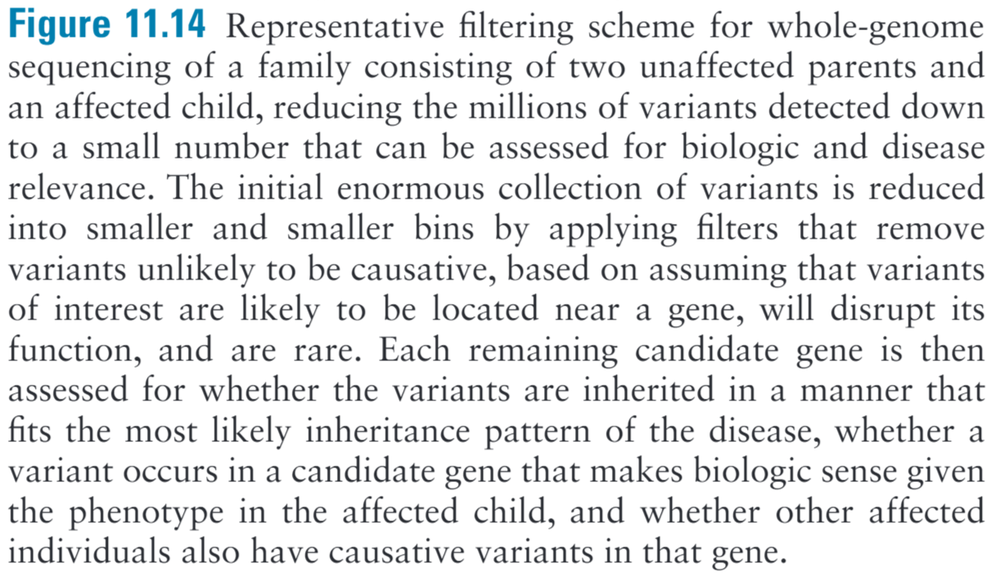 Figure 11.14 Representative filtering scheme for whole-genome
sequencing of a family consisting of two unaffected parents and
an affected child, reducing the millions of variants detected down
to a small number that can be assessed for biologic and disease
relevance. The initial enormous collection of variants is reduced
into smaller and smaller bins by applying filters that remove
variants unlikely to be causative, based on assuming that variants
of interest are likely to be located near a gene, will disrupt its
function, and are rare. Each remaining candidate gene is then
assessed for whether the variants are inherited in a manner that
fits the most likely inheritance pattern of the disease, whether a
variant occurs in a candidate gene that makes biologic sense given
the phenotype in the affected child, and whether other affected
individuals also have causative variants in that gene.